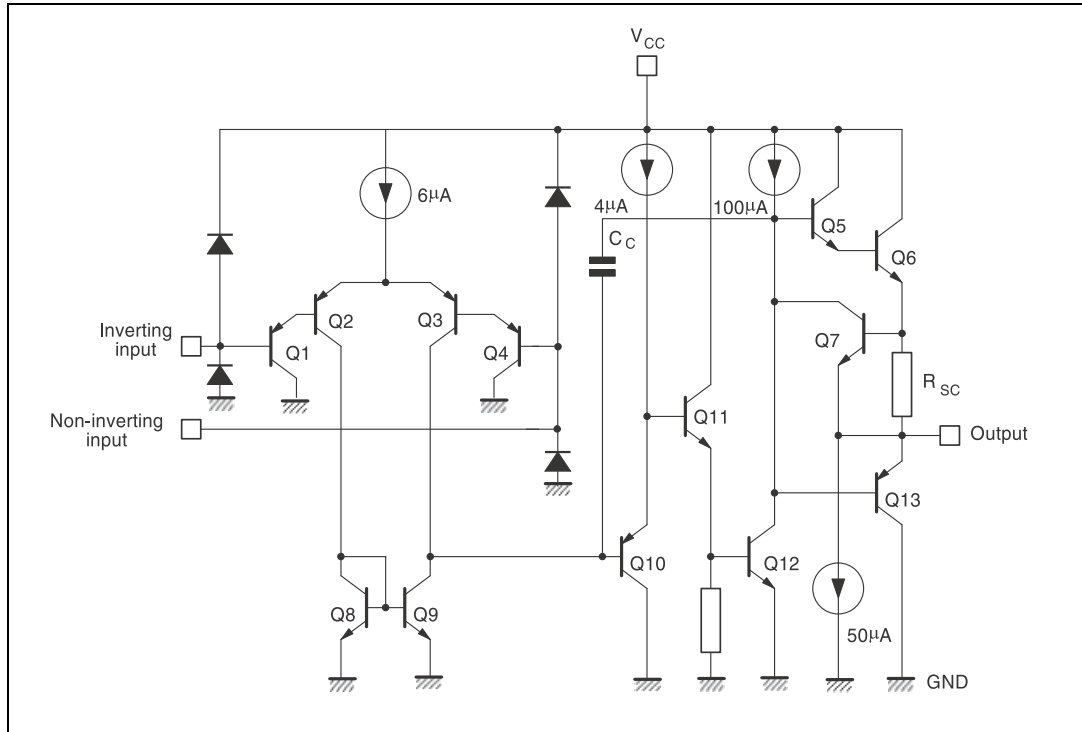 V CC
6μA
4μA
100μA
Q5
C C
Q6
Inverting
input
Q1
Q2
Q3
Q4
Q7
R SC
Non-inverting
input
Q11
Output
Q13
Q10
Q12
Q8
Q9
50μA
GND